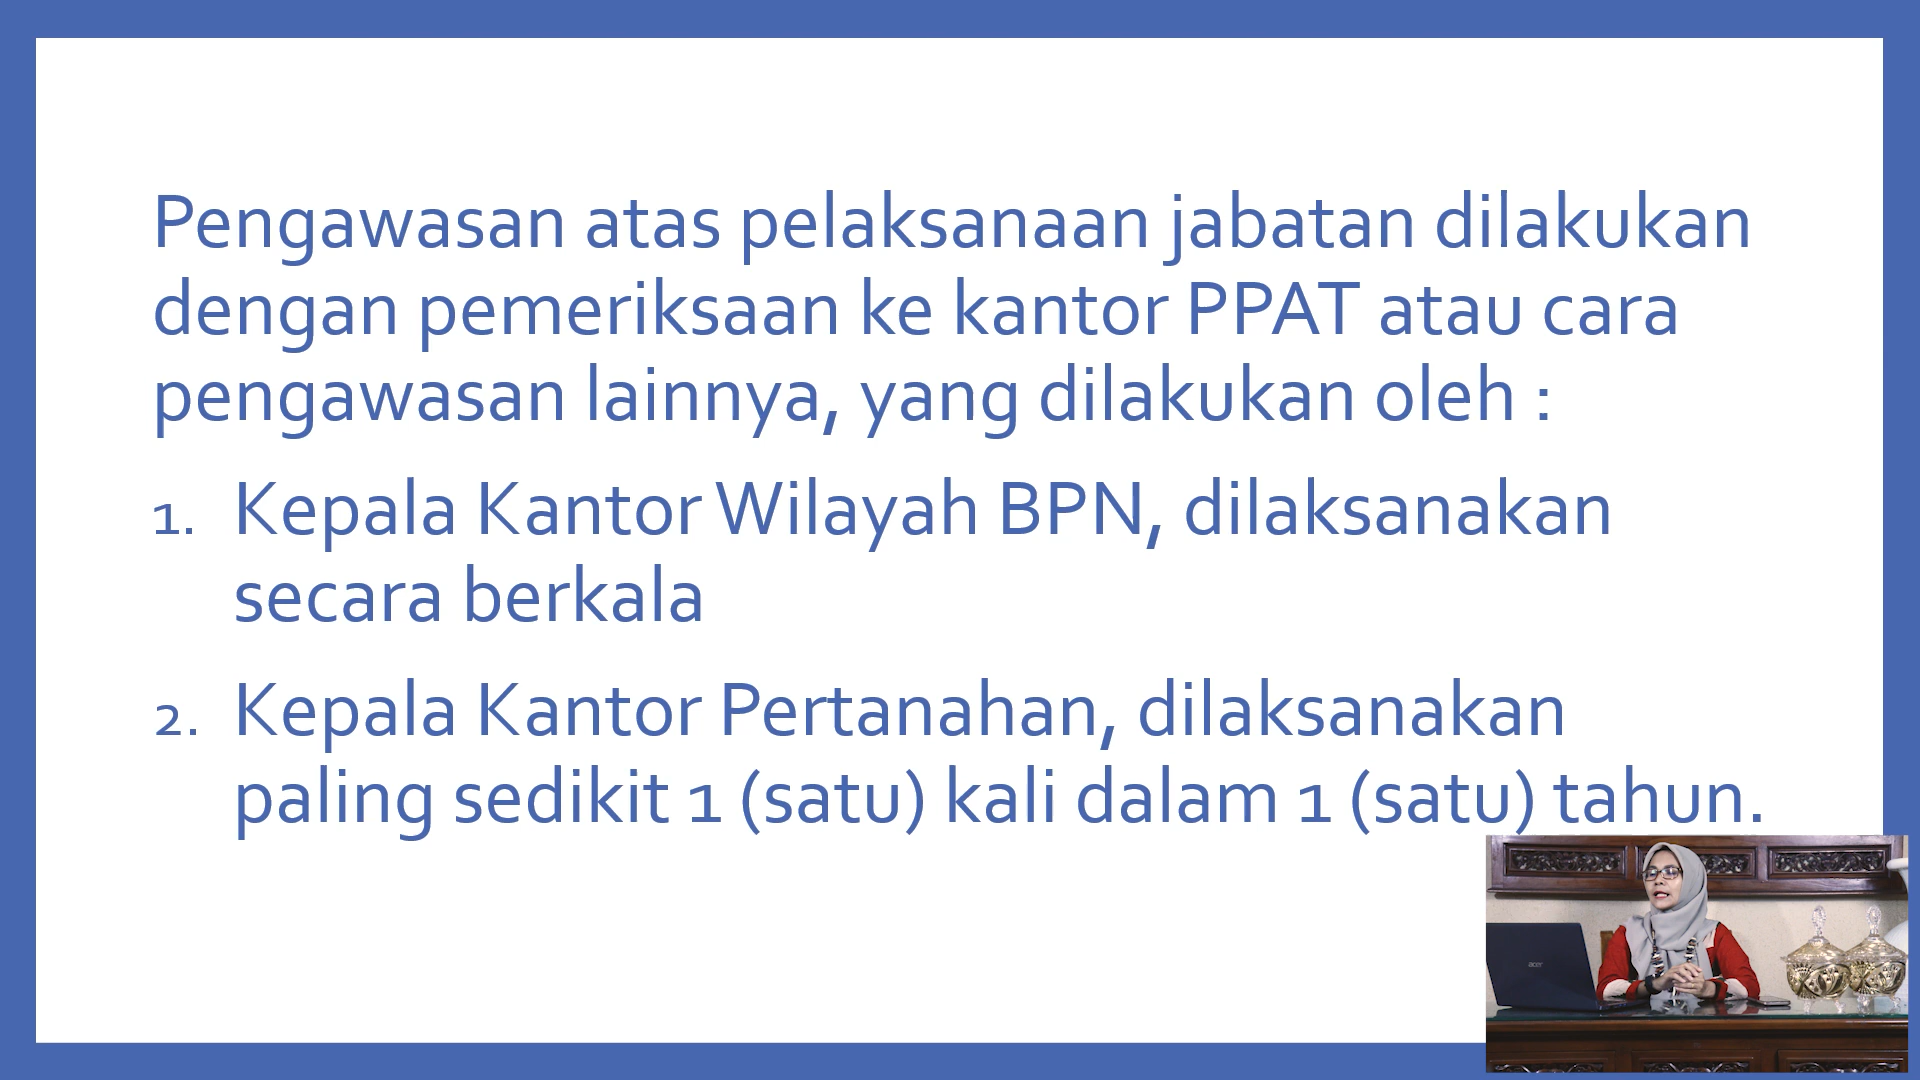 Pengawasan atas pelaksanaan jabatan dilakukan
dengan pemeriksaan ke kantor PPAT atau cara
pengawasan lainnya, yang dilakukan oleh :
1. Kepala Kantor Wilayah BPN, dilaksanakan
secara berkala
2. Kepala Kantor Pertanahan, dilaksanakan
paling sedikit 1 (satu) kali dalam 1 (satu) tahun.
acer